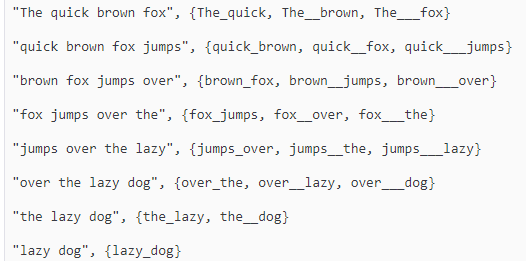 "The quick brown fox", {The_quick, The__brown, The___fox}
"quick brown fox jumps", {quick_brown, quick__fox, quick___jumps}
"brown fox jumps over", {brown_fox, brown__jumps, brown___over}
"fox jumps over the", {fox_jumps, fox__over, fox___the}
"jumps over the lazy", {jumps_over, jumps__the, jumps___lazy}
"over the lazy dog", {over_the, over__lazy, over___dog}
"the lazy dog", {the_lazy, the__dog}
"lazy dog", {lazy_dog}